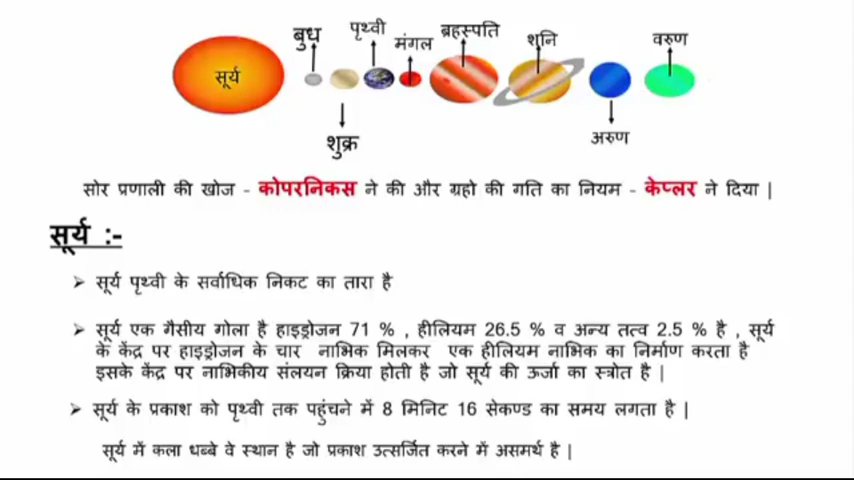 बुध
पृथ्वी
मंगल
ब्रहस्पति
शनि
वरुण
सूर्य
शुक्र
अरुण
सोर प्रणाली की खोज - कोपरनिकस ने की और ग्रहो की गति का नियम - केप्लर ने दिया |
सूर्य :-
➢ सूर्य पृथ्वी के सर्वाधिक निकट का तारा है
➢ सूर्य एक गैसीय गोला है हाइड्रोजन 71 % , हीलियम 26.5 % व अन्य तत्व 2.5 % है , सूर्य
के केंद्र पर हाइड्रोजन के चार नाभिक मिलकर एक हीलियम नाभिक का निर्माण करता है
इसके केंद्र पर नाभिकीय संलयन क्रिया होती है जो सूर्य की उर्जा का स्त्रोत है |
➢ सूर्य के प्रकाश को पृथ्वी तक पहुंचने में 8 मिनिट 16 सेकण्ड का समय लगता है |
सूर्य में कला धब्बे वे स्थान है जो प्रकाश उत्सर्जित करने में असमर्थ है |